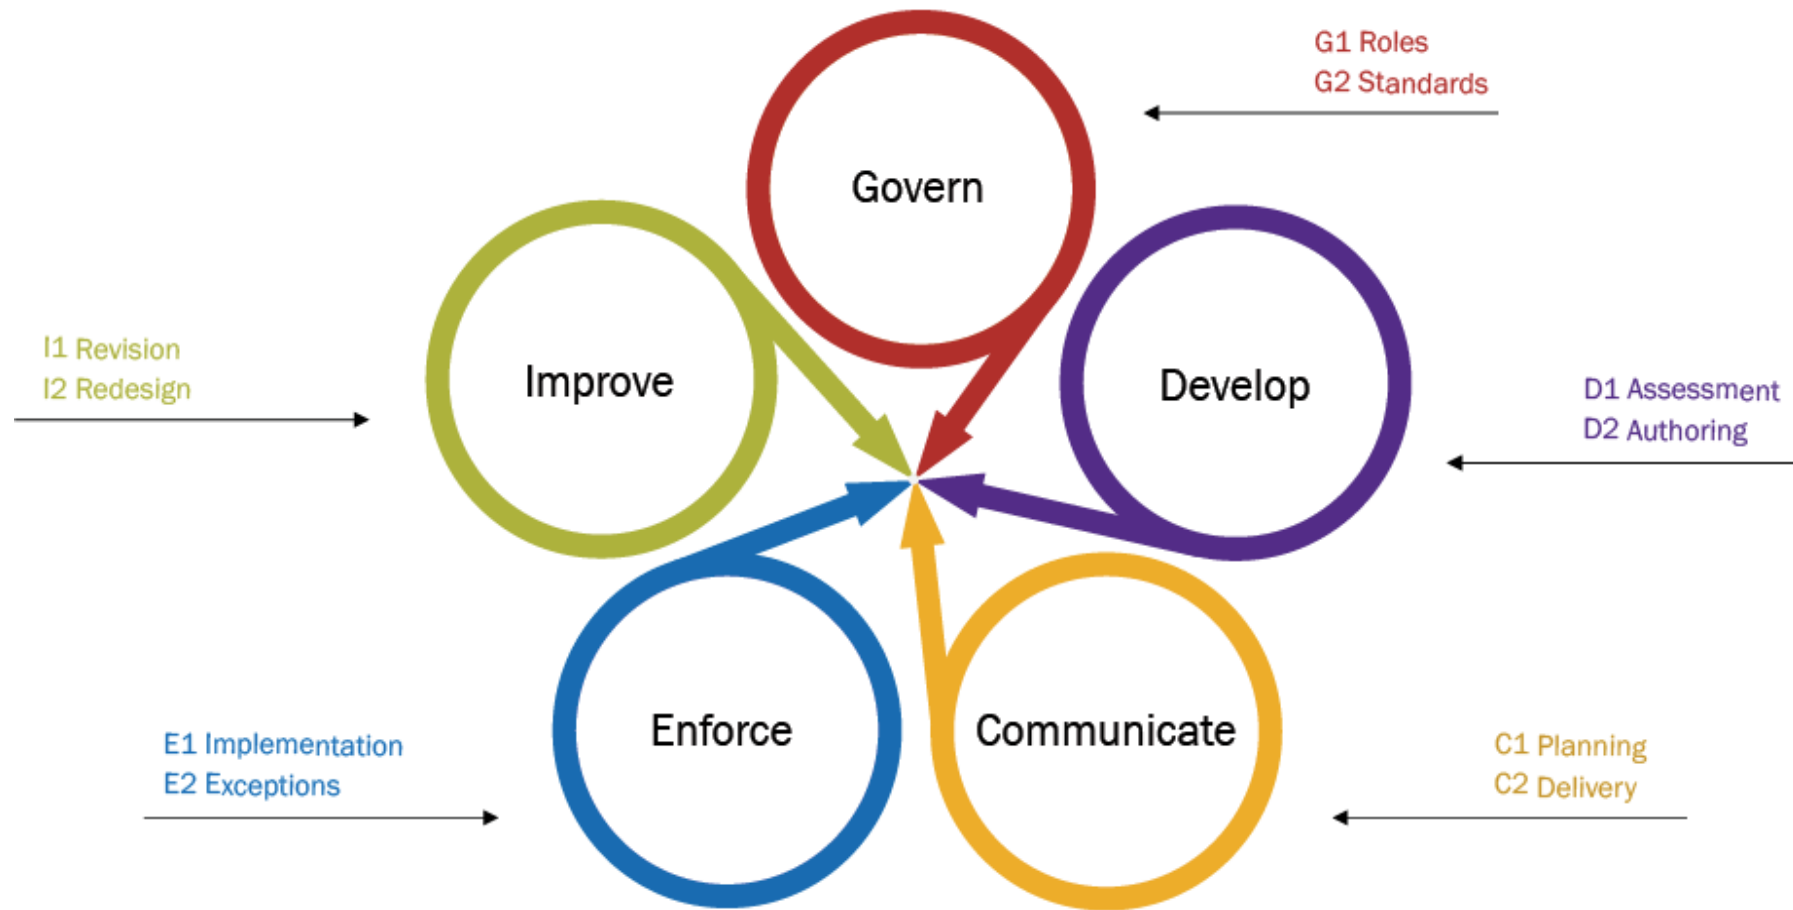 G1 Roles
G2 Standards
Govern
Improve
Develop
I1 Revision
I2 Redesign
D1 Assessment
D2 Authoring
Enforce
Communicate
E1 Implementation
E2 Exceptions
C1 Planning
C2 Delivery